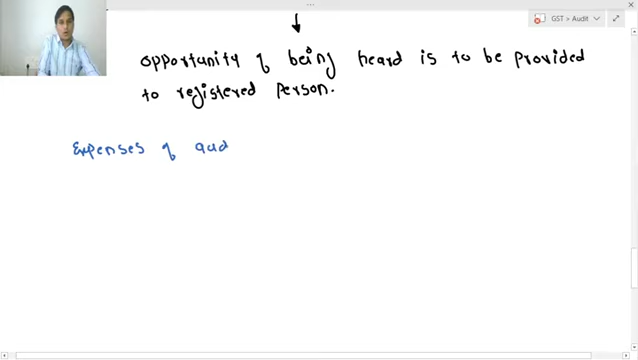 GST > Audit
opportunity of being heard is to be provided
to registered person.
Expenses of aud